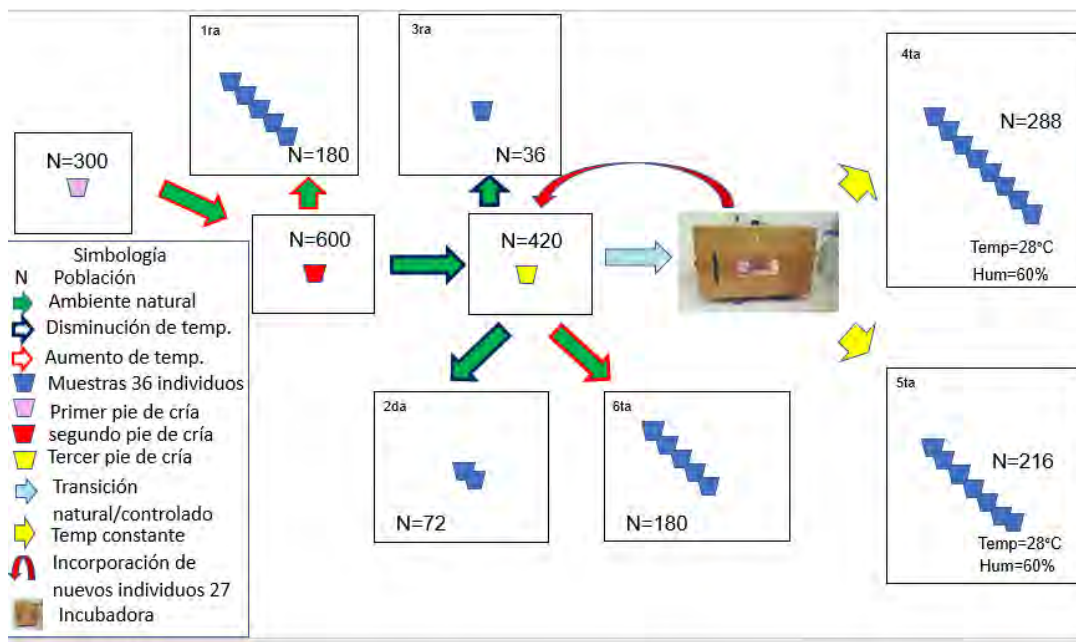 1ra
N=180
3ra
N=36
4ta
N=288
Temp=28°C
Hum=60%
N=300
N=600
N=420
Simbología
N Población
Ambiente natural
Disminución de temp.
Aumento de temp.
Muestras 36 individuos
Primer pie de cría
segundo pie de cría
Tercer pie de cría
Transición
natural/controlado
Temp constante
Incorporación de
nuevos individuos 27
Incubadora
2da
N=72
6ta
N=180
5ta
N=216
Temp=28°C
Hum=60%